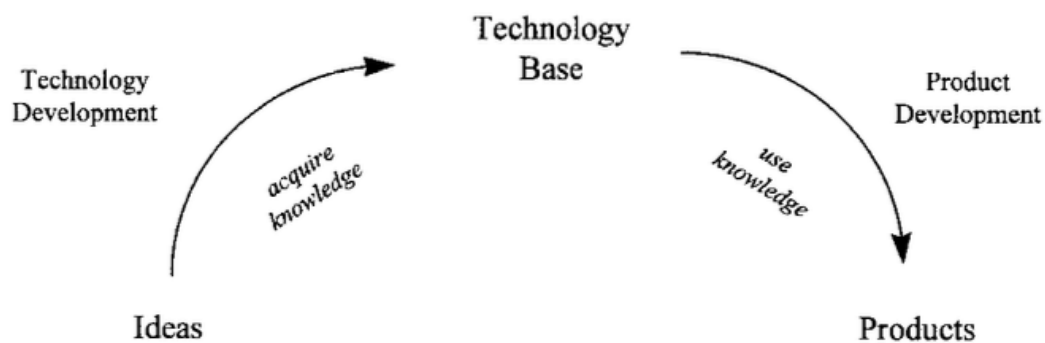 Technology
Base
Technology
Development
Product
Development
acquire
knowledge
use
knowledge
Ideas
Products